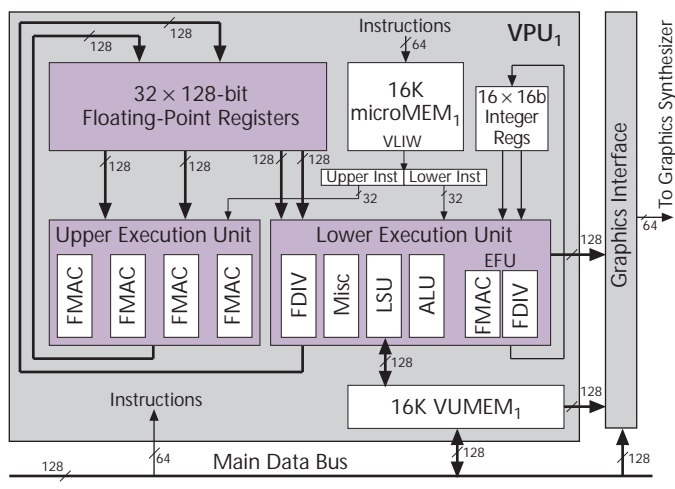 128
128
Instructions
64
VPU1
32 × 128-bit
Floating-Point Registers
16K
microMEM1
VLIW
16 × 16b
Integer
Regs
128
128
128
128
Upper Inst
Lower Inst
32
32
Upper Execution Unit
FMAC
FMAC
FMAC
FMAC
Lower Execution Unit
FDIV
Misc
LSU
ALU
EFU
FMAC
FDIV
128
Graphics Interface
64
To Graphics Synthesizer
128
16K VUMEM1
128
Instructions
64
Main Data Bus
128
128
128